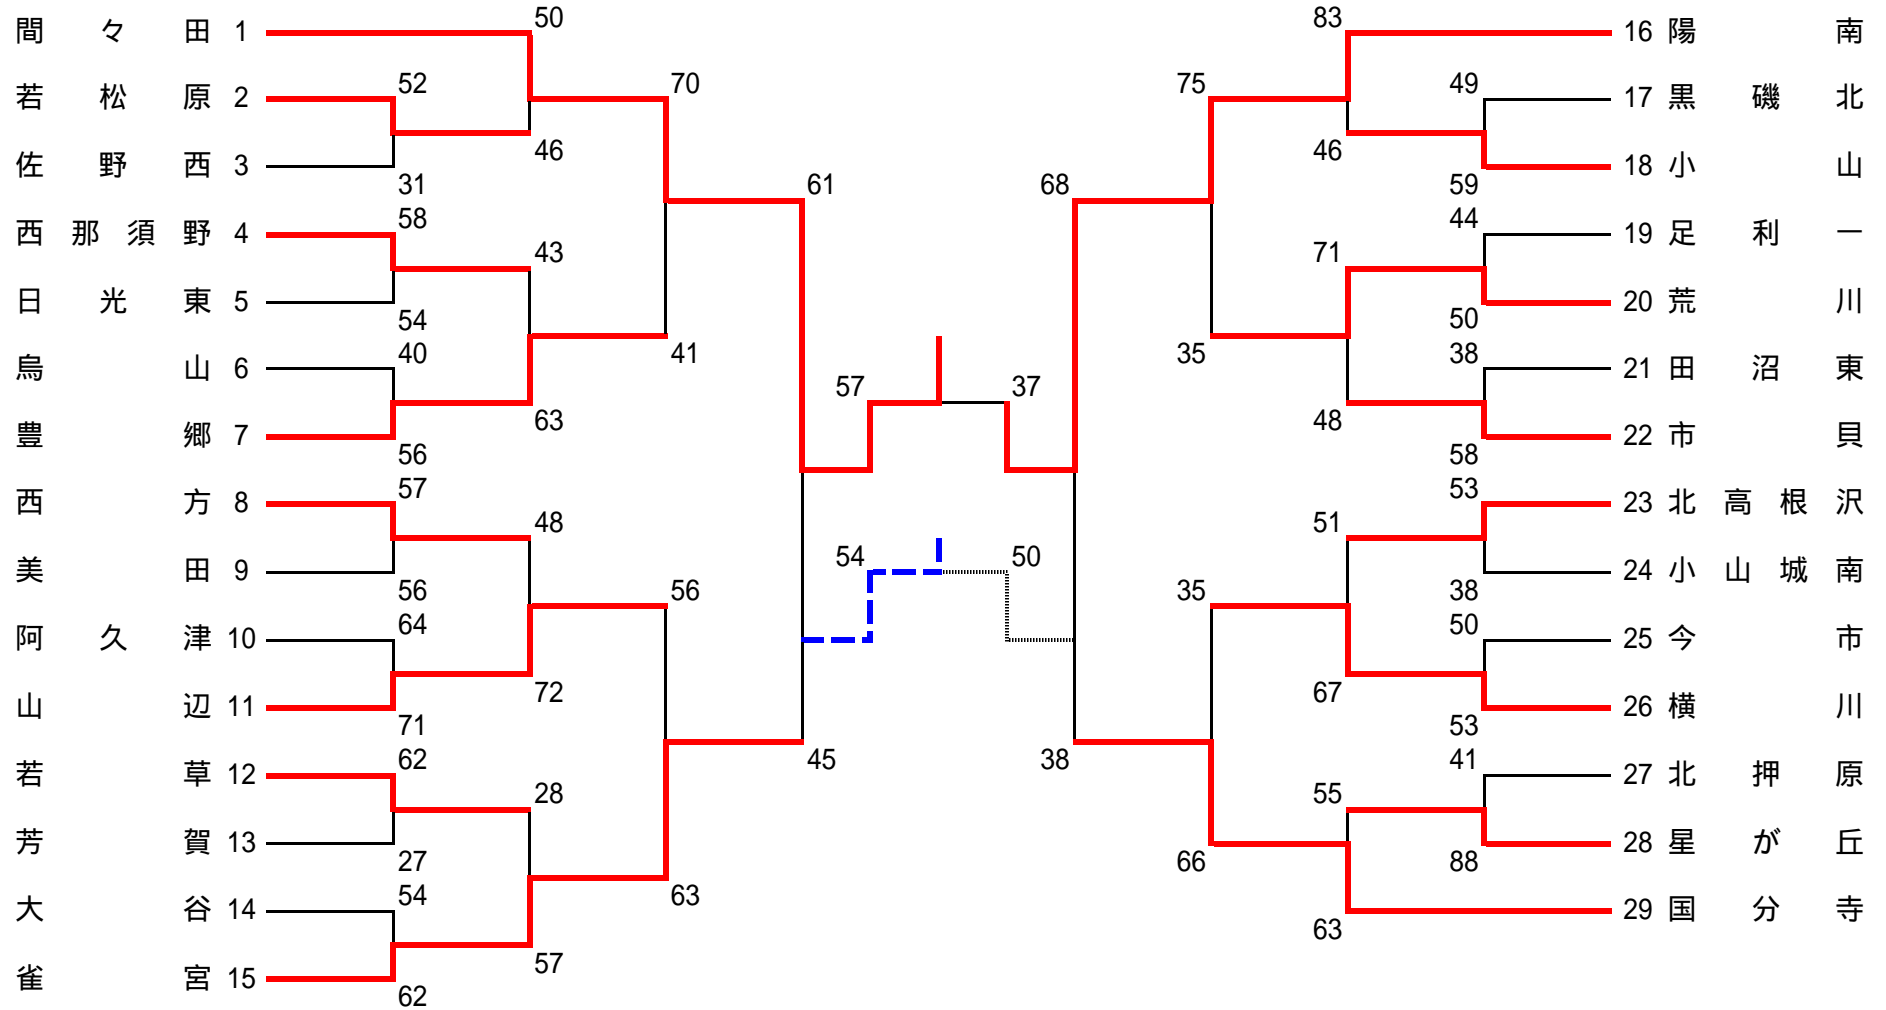 間々田 1
50
若松原 2
52
46
佐野西 3
31
70
西那須野 4
58
43
日光東 5
54
41
烏山 6
40
63
豊郷 7
56
61
西方 8
57
48
美田 9
56
56
阿久津 10
64
72
山辺 11
71
45
若草 12
62
28
芳賀 13
27
63
大谷 14
54
57
雀宮 15
62
57
37
54
50
83
16 陽南
75
49
17 黒磯北
46
59
18 小山
68
44
19 足利一
71
50
20 荒川
35
38
21 田沼東
48
58
22 市貝
53
23 北高根沢
51
38
24 小山城南
35
50
25 今市
67
53
26 横川
38
41
27 北押原
55
88
28 星が丘
66
63
29 国分寺